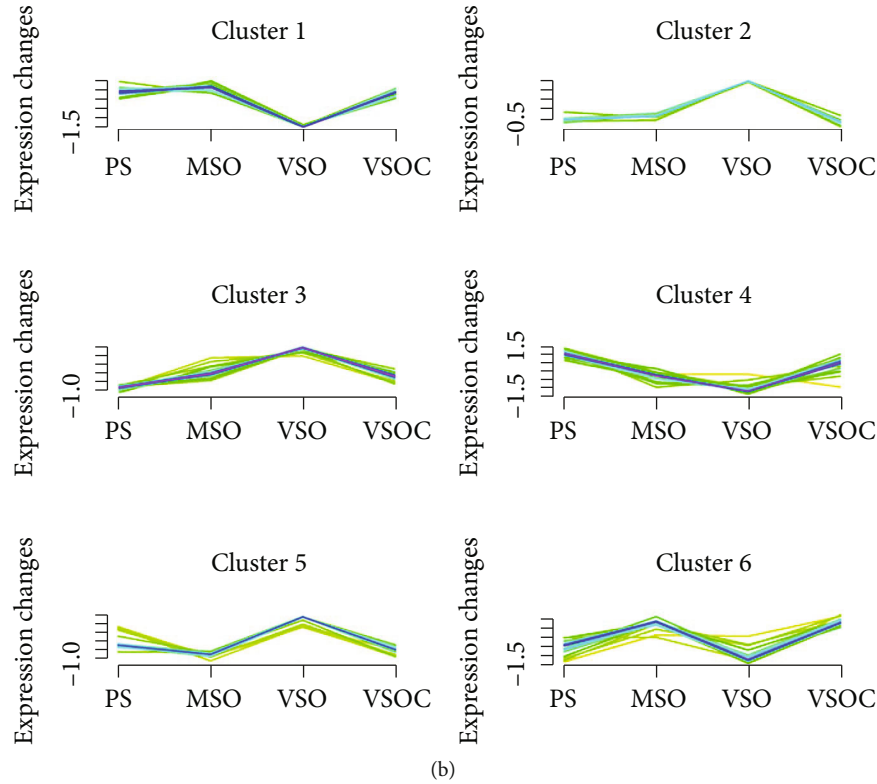 Cluster 1
Expression changes
−1.5
PS MSO VSO VSOC
Cluster 2
Expression changes
−0.5
PS MSO VSO VSOC
Cluster 3
Expression changes
−1.0
PS MSO VSO VSOC
Cluster 4
Expression changes
1.5
−1.5
PS MSO VSO VSOC
Cluster 5
Expression changes
−1.0
PS MSO VSO VSOC
Cluster 6
Expression changes
−1.5
PS MSO VSO VSOC
(b)